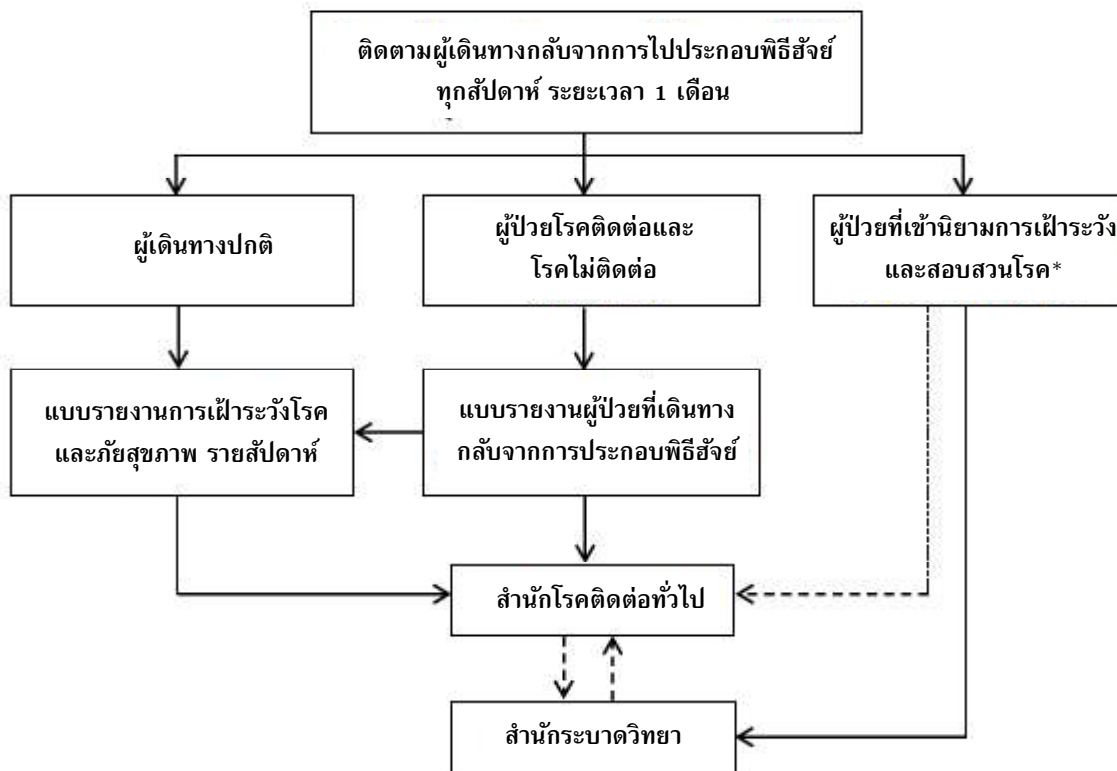 ติดตามผู้เดินทางกลับจากการไปประกอบพิธีฮัจย์
ทุกสัปดาห์ ระยะเวลา 1 เดือน
ผู้เดินทางปกติ
ผู้ป่วยโรคติดต่อและ
โรคไม่ติดต่อ
ผู้ป่วยที่เข้านิยามการเฝ้าระวัง
และสอบสวนโรค*
แบบรายงานการเฝ้าระวังโรค
และภัยสุขภาพ รายสัปดาห์
แบบรายงานผู้ป่วยที่เดินทาง
กลับจากการประกอบพิธีฮัจย์
สำนักโรคติดต่อทั่วไป
สำนักระบาดวิทยา